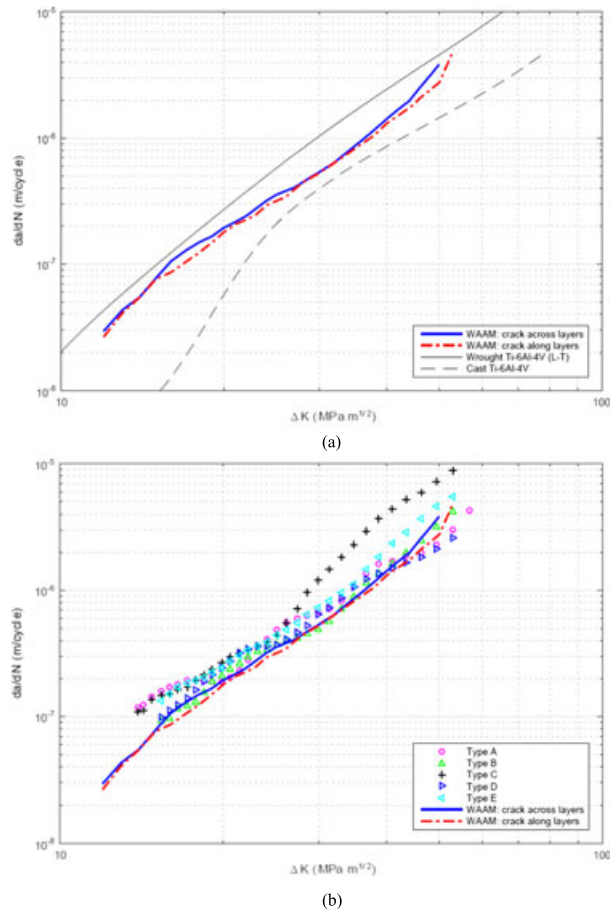 10⁻⁵
10⁻⁶
10⁻⁷
10⁻⁸
da/dN (m/cycle)
WAAM: crack across layers
WAAM: crack along layers
Wrought Ti-6Al-4V (L-T)
Cast Ti-6Al-4V
10
100
Δ K (MPa m^1/2)
(a)
10⁻⁵
10⁻⁶
10⁻⁷
10⁻⁸
da/dN (m/cycle)
Type A
Type B
Type C
Type D
Type E
WAAM: crack across layers
WAAM: crack along layers
10
100
Δ K (MPa m^1/2)
(b)